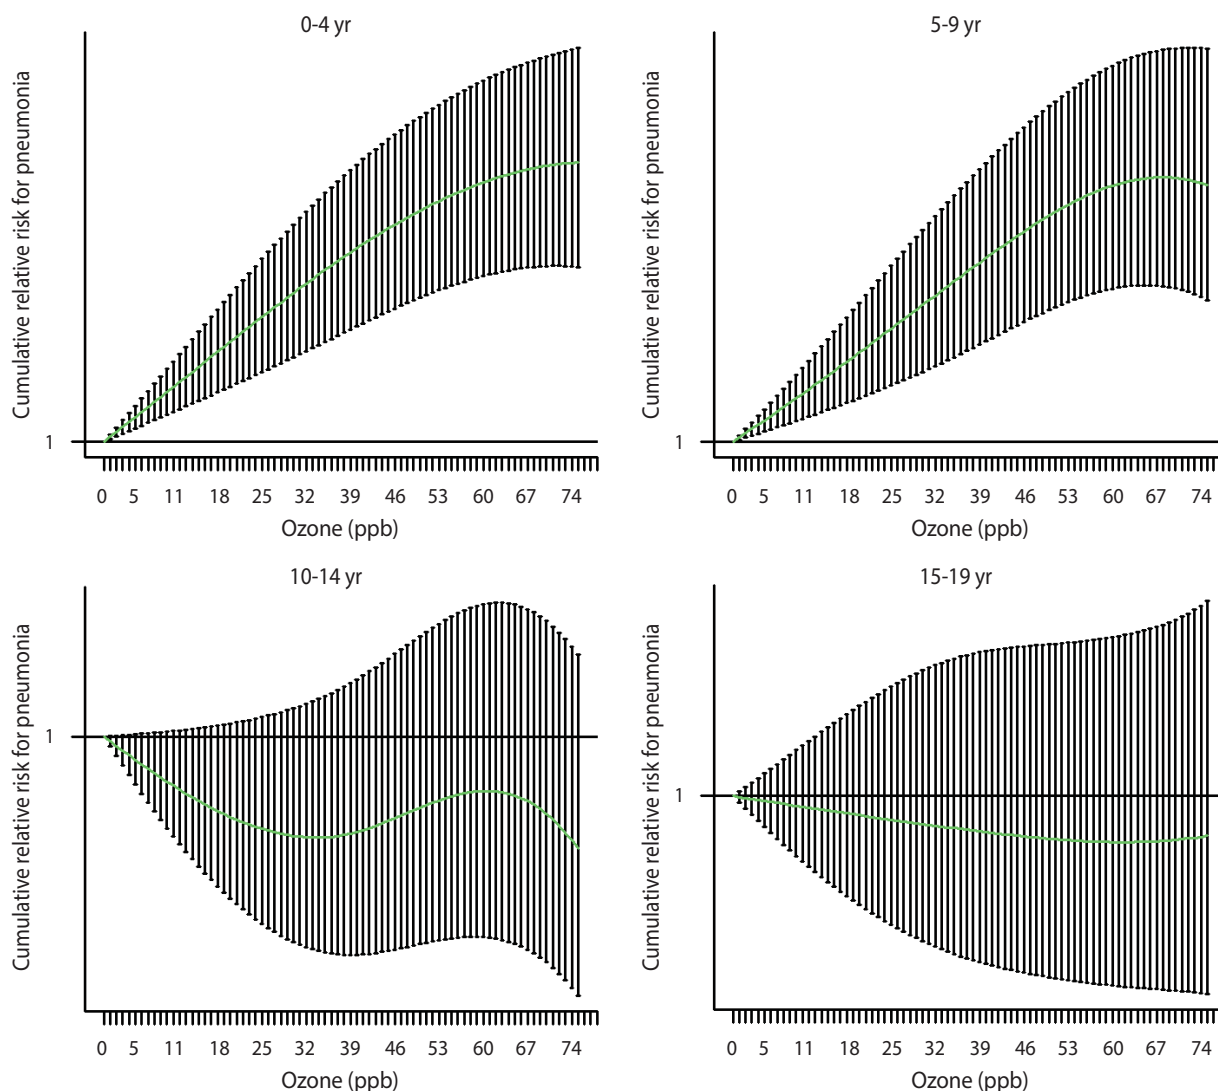 0-4 yr
Cumulative relative risk for pneumonia
1
0 5 11 18 25 32 39 46 53 60 67 74
Ozone (ppb)
5-9 yr
Cumulative relative risk for pneumonia
1
0 5 11 18 25 32 39 46 53 60 67 74
Ozone (ppb)
10-14 yr
Cumulative relative risk for pneumonia
1
0 5 11 18 25 32 39 46 53 60 67 74
Ozone (ppb)
15-19 yr
Cumulative relative risk for pneumonia
1
0 5 11 18 25 32 39 46 53 60 67 74
Ozone (ppb)